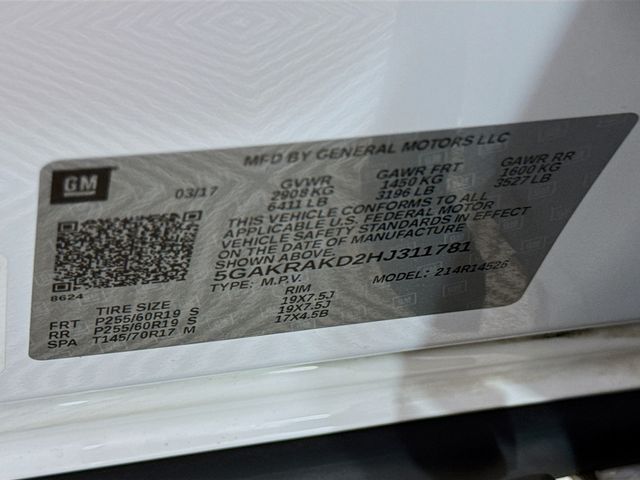 GM
MFD BY GENERAL MOTORS LLC
03/17
GVWR GAWR FRT GAWR RR
2908 KG 1450 KG 1600 KG
6411 LB 3196 LB 3527 LB
THIS VEHICLE CONFORMS TO ALL
APPLICABLE U.S. FEDERAL MOTOR
VEHICLE SAFETY STANDARDS IN EFFECT
ON THE DATE OF MANUFACTURE
5GAKRAKD2HJ311781
TYPE: M.P.V. MODEL: 214R14526
8624
TIRE SIZE RIM
FRT P255/60R19 S 19X7.5J
RR P255/60R19 S 19X7.5J
SPA T145/70R17 M 17X4.5B